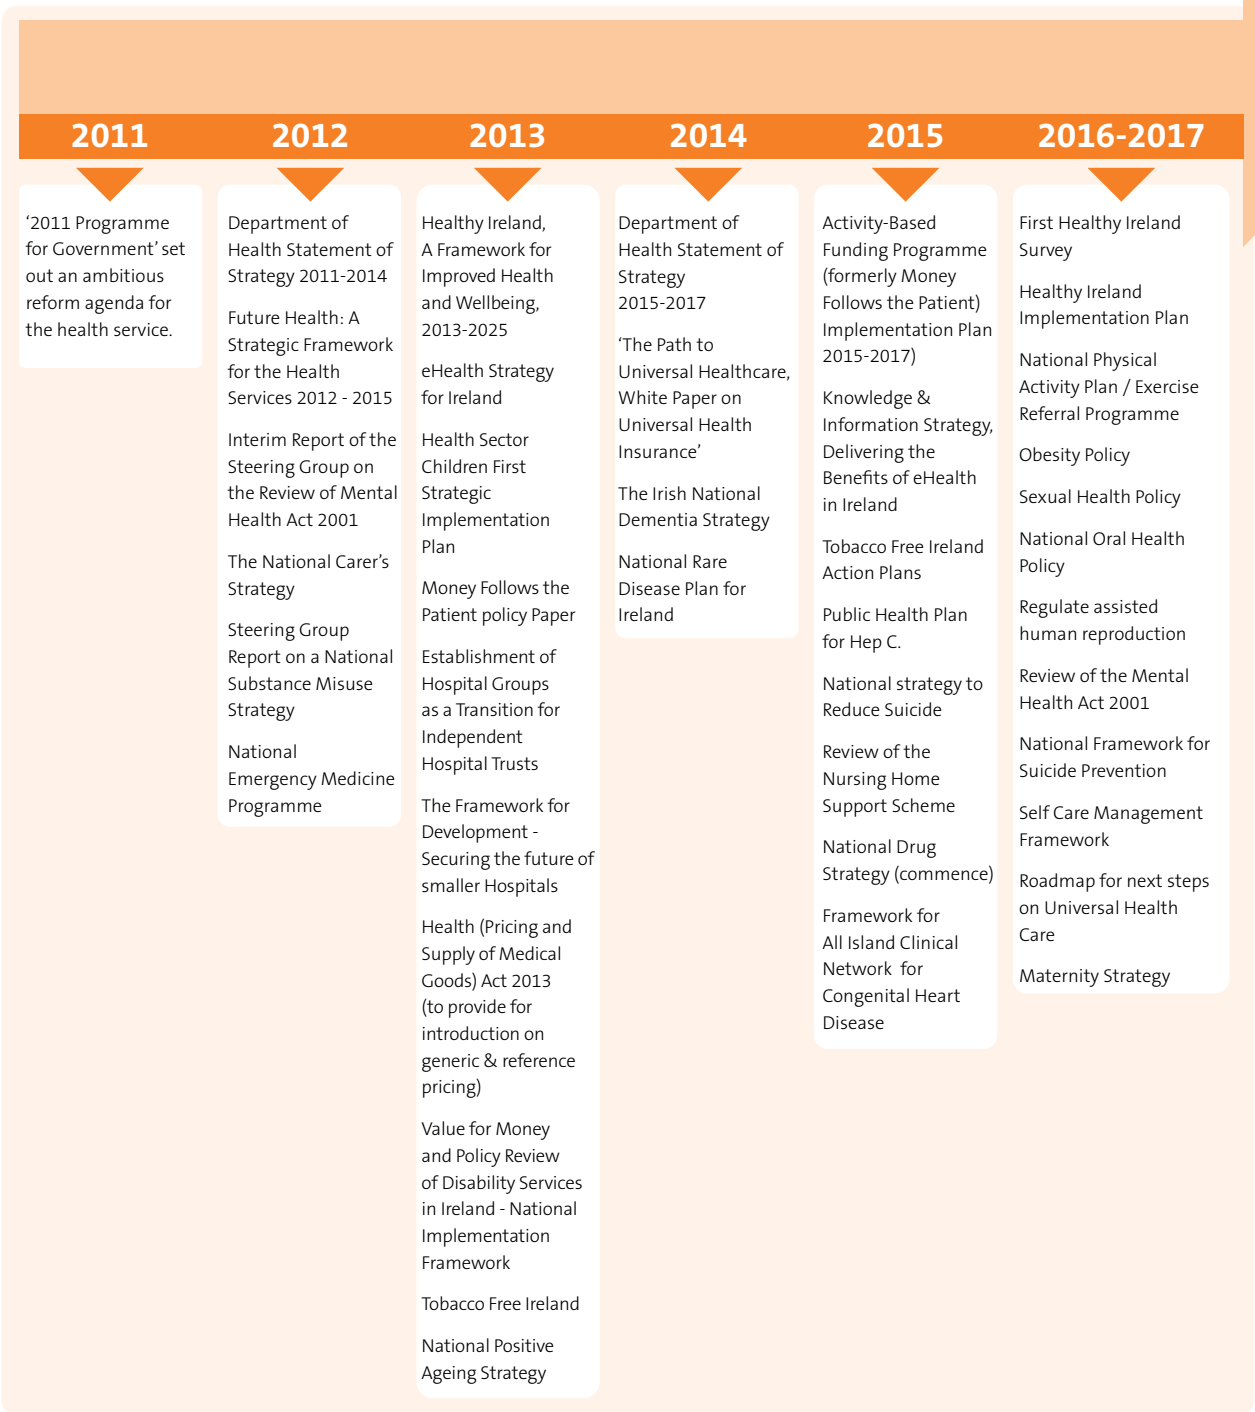 2011
2012
2013
2014
2015
2016-2017
‘2011 Programme
for Government’ set
out an ambitious
reform agenda for
the health service.
Department of
Health Statement of
Strategy 2011-2014
Future Health: A
Strategic Framework
for the Health
Services 2012 - 2015
Interim Report of the
Steering Group on
the Review of Mental
Health Act 2001
The National Carer’s
Strategy
Steering Group
Report on a National
Substance Misuse
Strategy
National
Emergency Medicine
Programme
Healthy Ireland,
A Framework for
Improved Health
and Wellbeing,
2013-2025
eHealth Strategy
for Ireland
Health Sector
Children First
Strategic
Implementation
Plan
Money Follows the
Patient policy Paper
Establishment of
Hospital Groups
as a Transition for
Independent
Hospital Trusts
The Framework for
Development -
Securing the future of
smaller Hospitals
Health (Pricing and
Supply of Medical
Goods) Act 2013
(to provide for
introduction on
generic & reference
pricing)
Value for Money
and Policy Review
of Disability Services
in Ireland - National
Implementation
Framework
Tobacco Free Ireland
National Positive
Ageing Strategy
Department of
Health Statement of
Strategy
2015-2017
‘The Path to
Universal Healthcare,
White Paper on
Universal Health
Insurance’
The Irish National
Dementia Strategy
National Rare
Disease Plan for
Ireland
Activity-Based
Funding Programme
(formerly Money
Follows the Patient)
Implementation Plan
2015-2017)
Knowledge &
Information Strategy,
Delivering the
Benefits of eHealth
in Ireland
Tobacco Free Ireland
Action Plans
Public Health Plan
for Hep C.
National strategy to
Reduce Suicide
Review of the
Nursing Home
Support Scheme
National Drug
Strategy (commence)
Framework for
All Island Clinical
Network for
Congenital Heart
Disease
First Healthy Ireland
Survey
Healthy Ireland
Implementation Plan
National Physical
Activity Plan / Exercise
Referral Programme
Obesity Policy
Sexual Health Policy
National Oral Health
Policy
Regulate assisted
human reproduction
Review of the Mental
Health Act 2001
National Framework for
Suicide Prevention
Self Care Management
Framework
Roadmap for next steps
on Universal Health
Care
Maternity Strategy